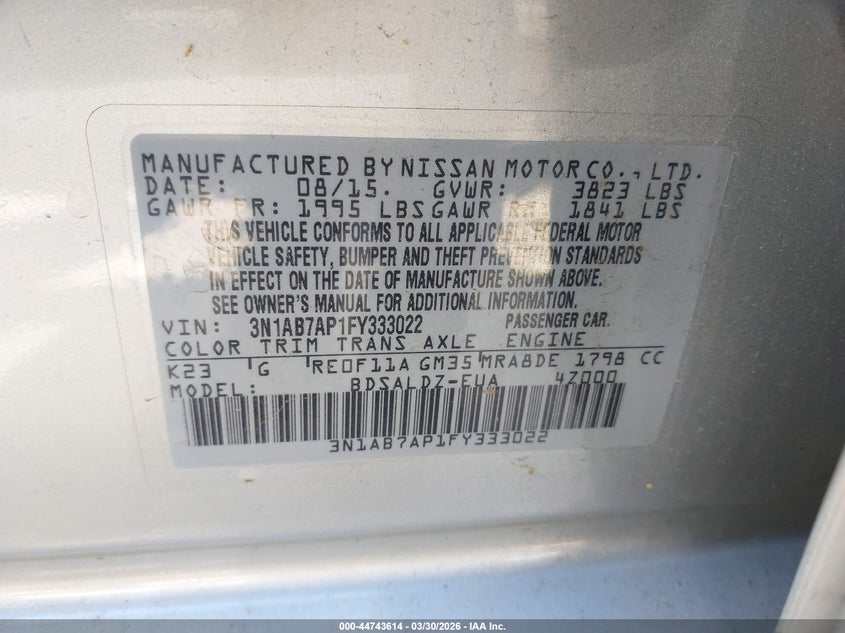 MANUFACTURED BY NISSAN MOTOR CO., LTD.
DATE: 08/15. GVWR: 3823 LBS
GAWR FR: 1995 LBS GAWR RR: 1841 LBS
THIS VEHICLE CONFORMS TO ALL APPLICABLE FEDERAL MOTOR
VEHICLE SAFETY, BUMPER AND THEFT PREVENTION STANDARDS
IN EFFECT ON THE DATE OF MANUFACTURE SHOWN ABOVE.
SEE OWNER'S MANUAL FOR ADDITIONAL INFORMATION.
VIN: 3N1AB7AP1FY333022 PASSENGER CAR.
COLOR TRIM TRANS AXLE ENGINE
K23 G RE0F11A GM35 MRA8DE 1798 CC
MODEL: BDSALDZ-EUA 4Z000
3N1AB7AP1FY333022
000-44743614 | 03/30/2026 - IAA Inc.